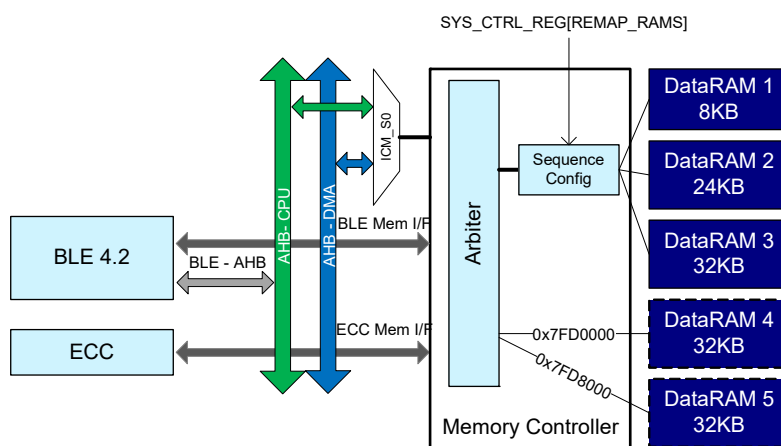 SYS_CTRL_REG[REMAP_RAMS]
DataRAM 1
8KB
ICM_S0
Sequence
Config
DataRAM 2
24KB
AHB- CPU
AHB - DMA
BLE Mem I/F
Arbiter
BLE 4.2
BLE - AHB
DataRAM 3
32KB
ECC Mem I/F
0x7FD0000
DataRAM 4
32KB
ECC
0x7FD8000
DataRAM 5
32KB
Memory Controller